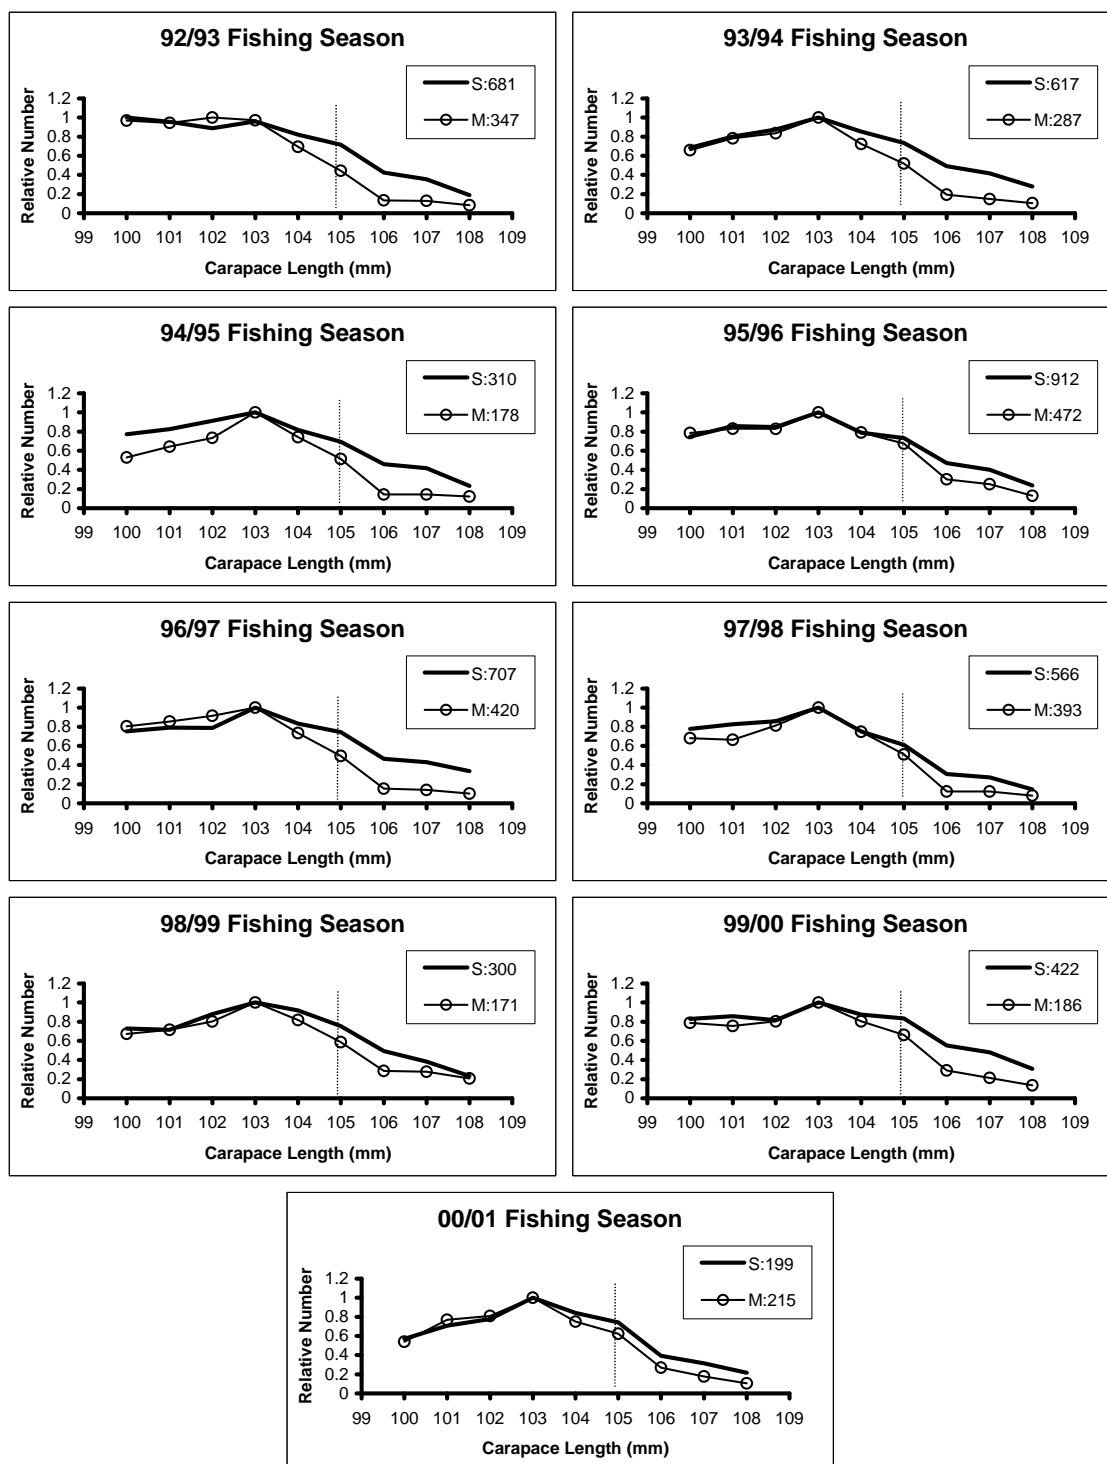 92/93 Fishing Season
S:681
M:347
Relative Number
1.2
1
0.8
0.6
0.4
0.2
0
99 100 101 102 103 104 105 106 107 108 109
Carapace Length (mm)
93/94 Fishing Season
S:617
M:287
Relative Number
1.2
1
0.8
0.6
0.4
0.2
0
99 100 101 102 103 104 105 106 107 108 109
Carapace Length (mm)
94/95 Fishing Season
S:310
M:178
Relative Number
1.2
1
0.8
0.6
0.4
0.2
0
99 100 101 102 103 104 105 106 107 108 109
Carapace Length (mm)
95/96 Fishing Season
S:912
M:472
Relative Number
1.2
1
0.8
0.6
0.4
0.2
0
99 100 101 102 103 104 105 106 107 108 109
Carapace Length (mm)
96/97 Fishing Season
S:707
M:420
Relative Number
1.2
1
0.8
0.6
0.4
0.2
0
99 100 101 102 103 104 105 106 107 108 109
Carapace Length (mm)
97/98 Fishing Season
S:566
M:393
Relative Number
1.2
1
0.8
0.6
0.4
0.2
0
99 100 101 102 103 104 105 106 107 108 109
Carapace Length (mm)
98/99 Fishing Season
S:300
M:171
Relative Number
1.2
1
0.8
0.6
0.4
0.2
0
99 100 101 102 103 104 105 106 107 108 109
Carapace Length (mm)
99/00 Fishing Season
S:422
M:186
Relative Number
1.2
1
0.8
0.6
0.4
0.2
0
99 100 101 102 103 104 105 106 107 108 109
Carapace Length (mm)
00/01 Fishing Season
S:199
M:215
Relative Number
1.2
1
0.8
0.6
0.4
0.2
0
99 100 101 102 103 104 105 106 107 108 109
Carapace Length (mm)